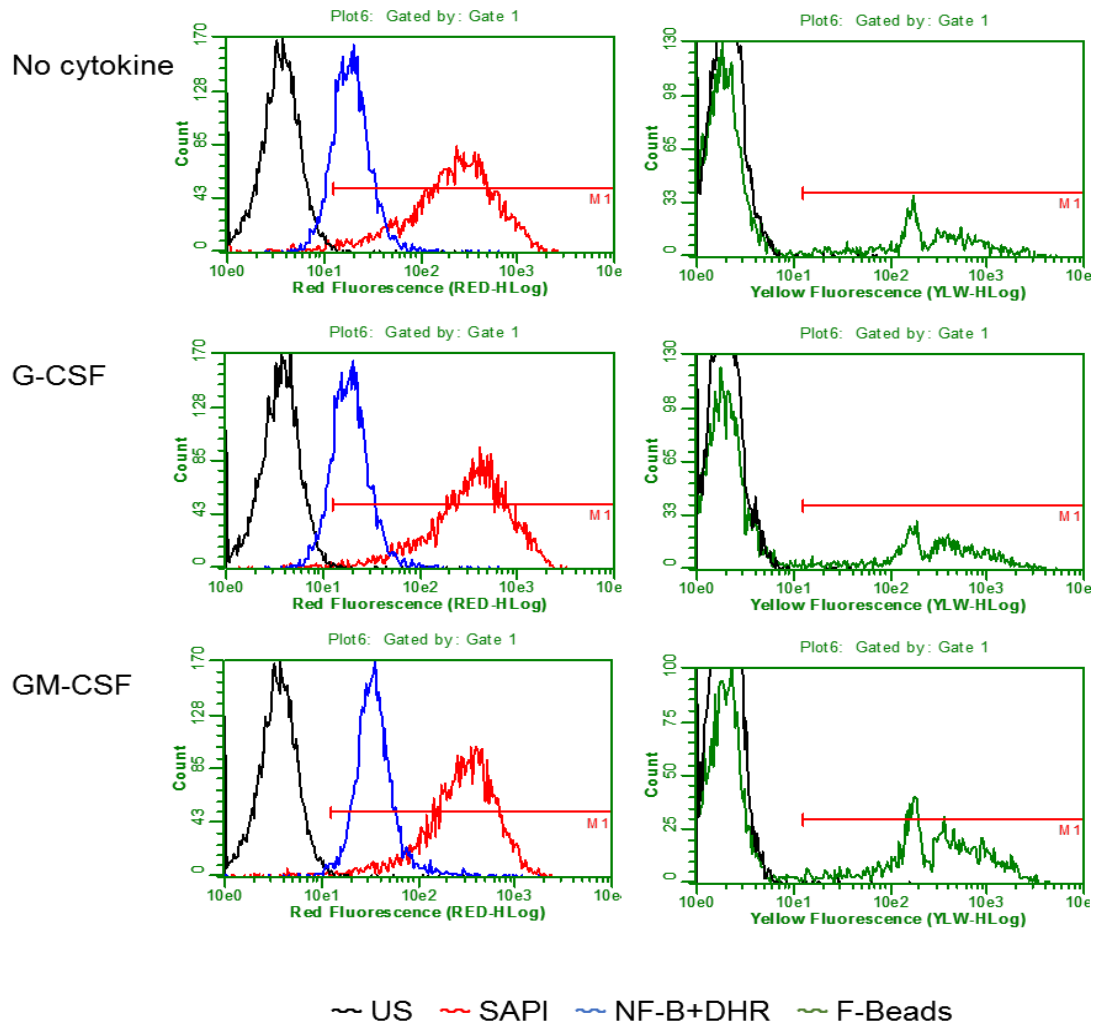 Plot6: Gated by: Gate 1
Plot6: Gated by: Gate 1
No cytokine
170
128
85
43
0
Count
M1
10e0 10e1 10e2 10e3 10e
Red Fluorescence (RED-HLog)
130
98
65
33
0
Count
M1
10e0 10e1 10e2 10e3 10e
Yellow Fluorescence (YLW-HLog)
G-CSF
Plot6: Gated by: Gate 1
170
128
85
43
0
Count
M1
10e0 10e1 10e2 10e3 10e
Red Fluorescence (RED-HLog)
Plot6: Gated by: Gate 1
130
98
65
33
0
Count
M1
10e0 10e1 10e2 10e3 10e
Yellow Fluorescence (YLW-HLog)
GM-CSF
Plot6: Gated by: Gate 1
170
128
85
43
0
Count
M1
10e0 10e1 10e2 10e3 10e
Red Fluorescence (RED-HLog)
Plot6: Gated by: Gate 1
100
75
50
25
0
Count
M1
10e0 10e1 10e2 10e3 10e
Yellow Fluorescence (YLW-HLog)
US SAPI NF-B+DHR F-Beads